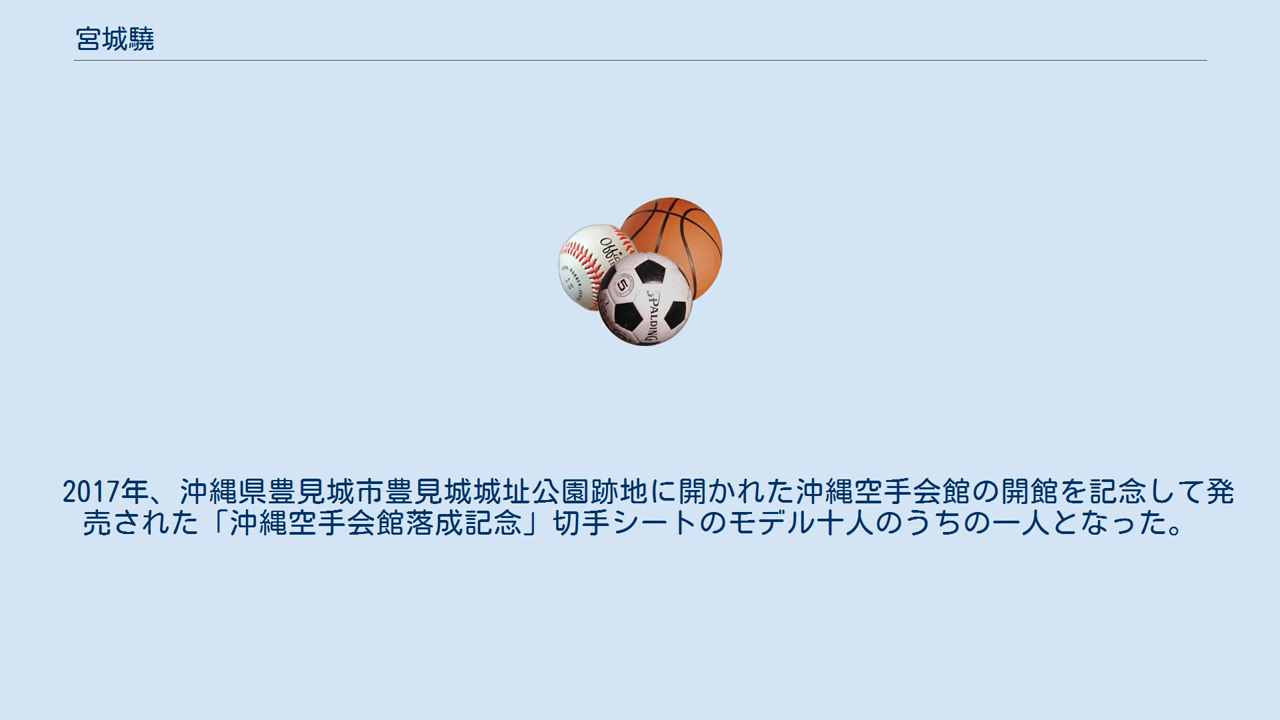 宮城驍
Offic
5
SPALDING
2017年、沖縄県豊見城市豊見城城址公園跡地に開かれた沖縄空手会館の開館を記念して発
売された「沖縄空手会館落成記念」切手シートのモデル十人のうちの一人となった。